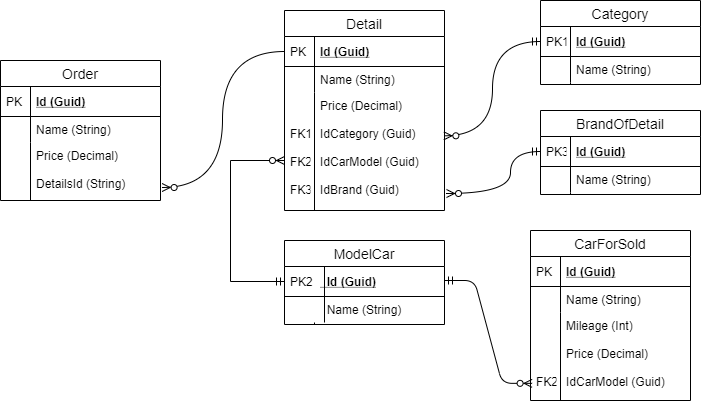 Order
PK Id (Guid)
Name (String)
Price (Decimal)
DetailsId (String)
Detail
PK Id (Guid)
Name (String)
Price (Decimal)
FK1 IdCategory (Guid)
FK2 IdCarModel (Guid)
FK3 IdBrand (Guid)
Category
PK1 Id (Guid)
Name (String)
BrandOfDetail
PK3 Id (Guid)
Name (String)
ModelCar
PK2 Id (Guid)
Name (String)
CarForSold
PK Id (Guid)
Name (String)
Mileage (Int)
Price (Decimal)
FK2 IdCarModel (Guid)